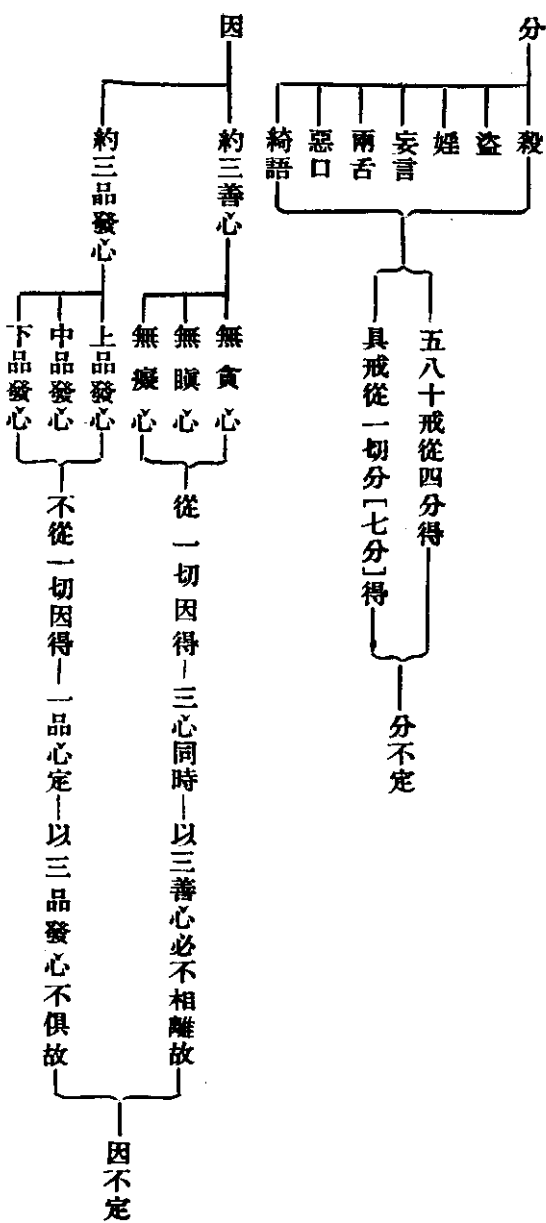 分
殺
盜
婬
妄言
兩舌
惡口
綺語
五八十戒從四分得
具戒從一切分[七分]得
分不定
因
約三善心
無貪心
無瞋心
無癡心
從一切因得—三心同時—以三善心必不相離故
約三品發心
上品發心
中品發心
下品發心
不從一切因得—一品心定—以三品發心不俱故
因不定